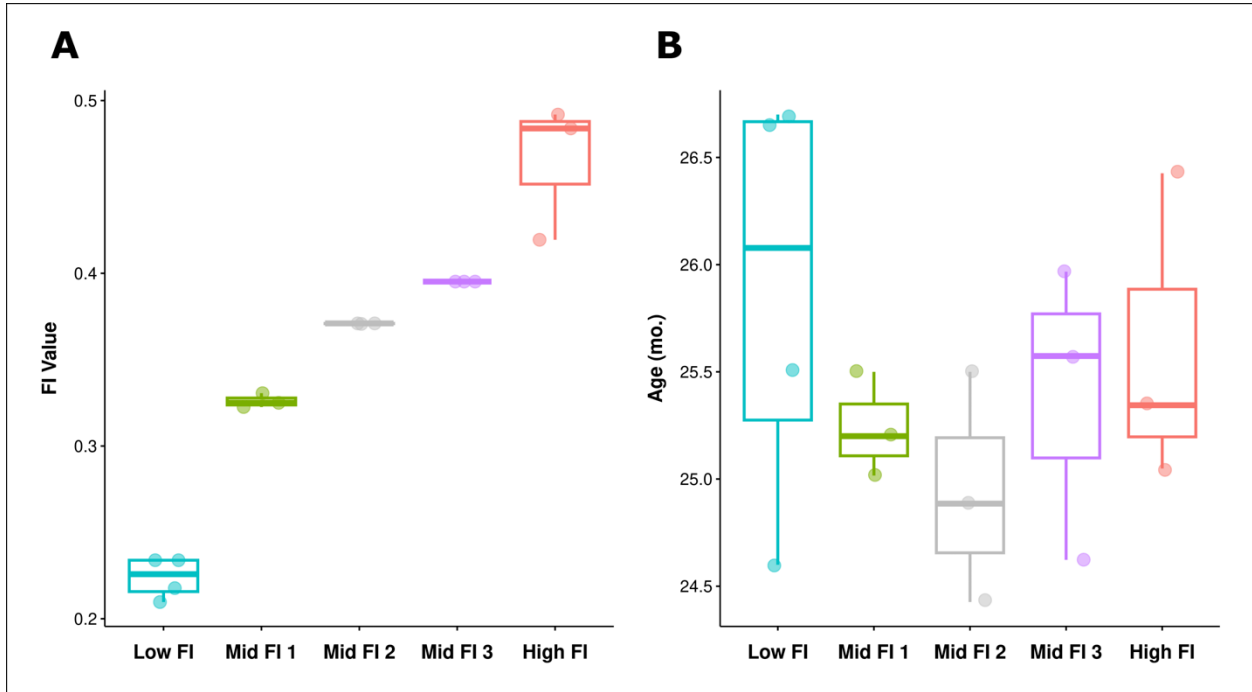 A
FI Value
0.5
0.4
0.3
0.2
Low FI Mid FI 1 Mid FI 2 Mid FI 3 High FI
B
Age (mo.)
26.5
26.0
25.5
25.0
24.5
Low FI Mid FI 1 Mid FI 2 Mid FI 3 High FI